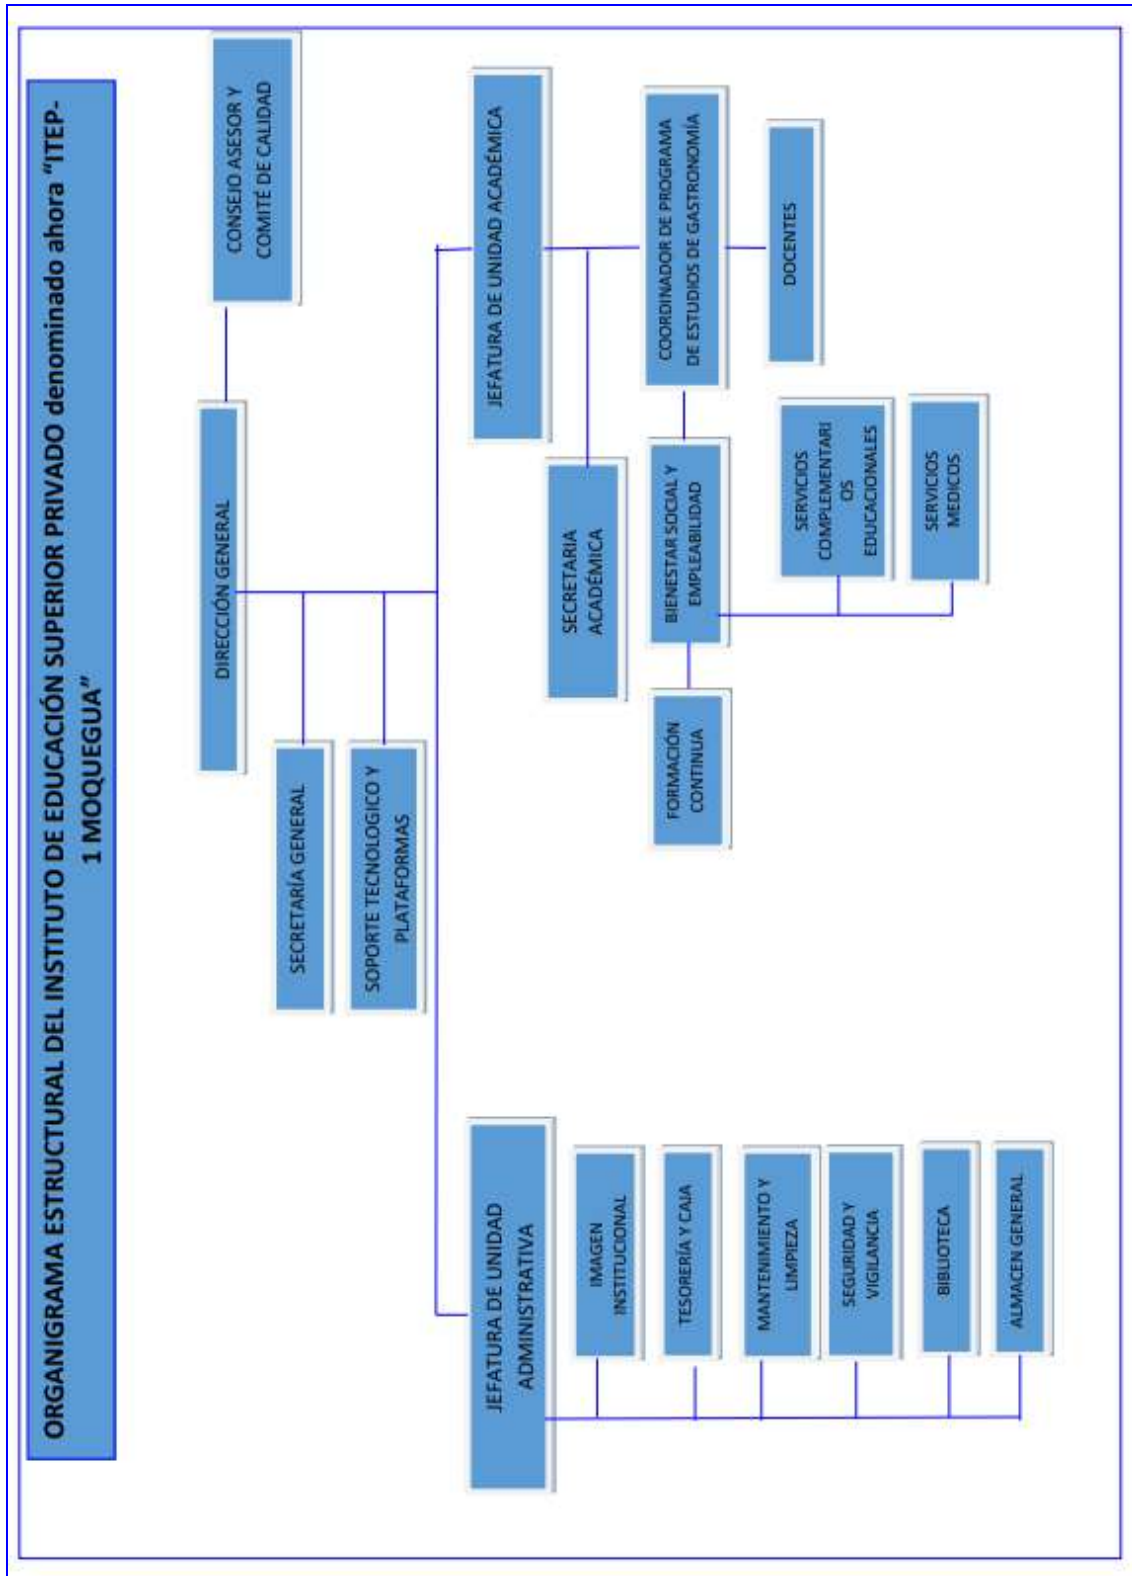 ORGANIGRAMA ESTRUCTURAL DEL INSTITUTO DE EDUCACIÓN SUPERIOR PRIVADO denominado ahora “ITEP-
1 MOQUEGUA”
CONSEJO ASESOR Y
COMITÉ DE CALIDAD
DIRECCIÓN GENERAL
SECRETARÍA GENERAL
SOPORTE TECNOLOGICO Y
PLATAFORMAS
JEFATURA DE UNIDAD
ADMINISTRATIVA
IMAGEN
INSTITUCIONAL
TESORERÍA Y CAJA
MANTENIMIENTO Y
LIMPIEZA
SEGURIDAD Y
VIGILANCIA
BIBLIOTECA
ALMACEN GENERAL
JEFATURA DE UNIDAD ACADÉMICA
SECRETARIA
ACADÉMICA
FORMACIÓN
CONTINUA
BIENESTAR SOCIAL Y
EMPLEABILIDAD
COORDINADOR DE PROGRAMA
DE ESTUDIOS DE GASTRONOMÍA
SERVICIOS
COMPLEMENTARI
OS
EDUCACIONALES
SERVICIOS
MEDICOS
DOCENTES